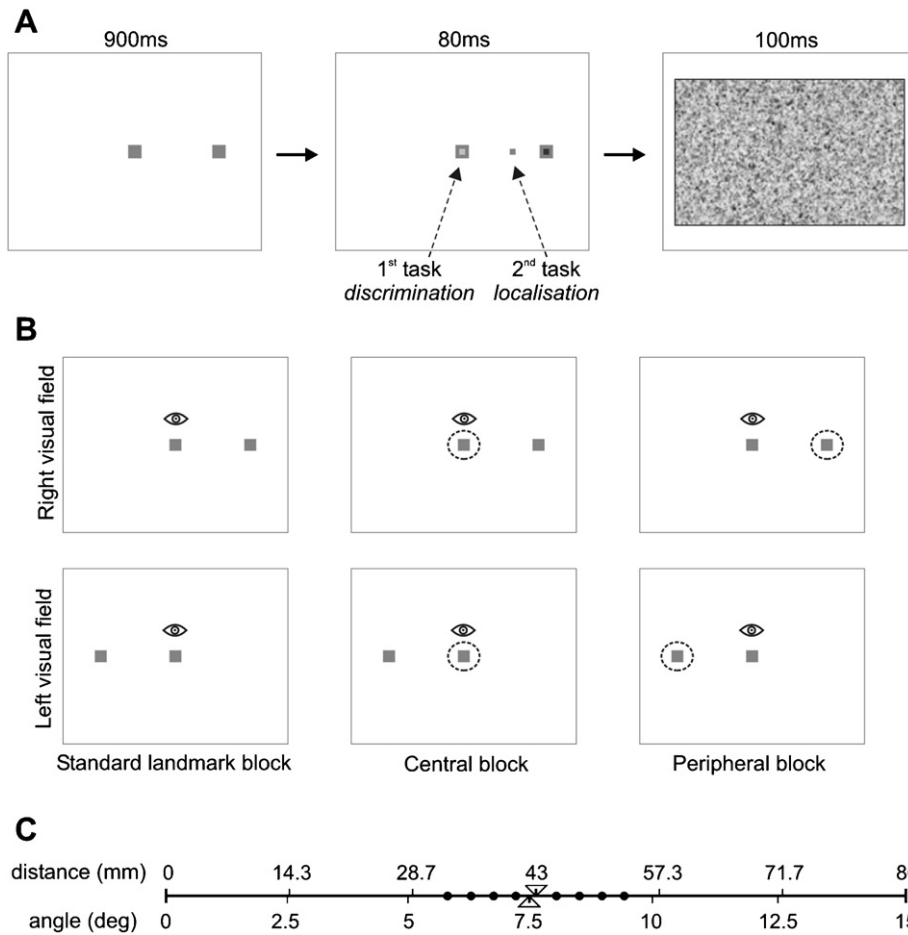 A
900ms 80ms 100ms
1st task 2nd task
discrimination localisation
B
Right visual field
Left visual field
Standard landmark block Central block Peripheral block
C
distance (mm) 0 14.3 28.7 43 57.3 71.7
angle (deg) 0 2.5 5 7.5 10 12.5